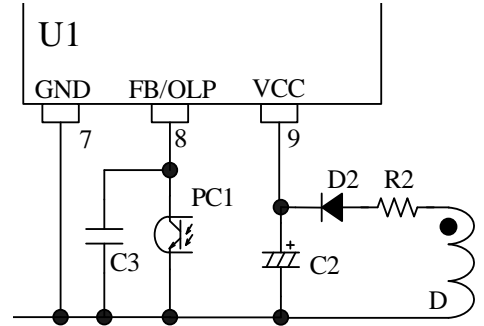 U1
GND FB/OLP VCC
7 8 9
D2 R2
PC1
C3 C2
D